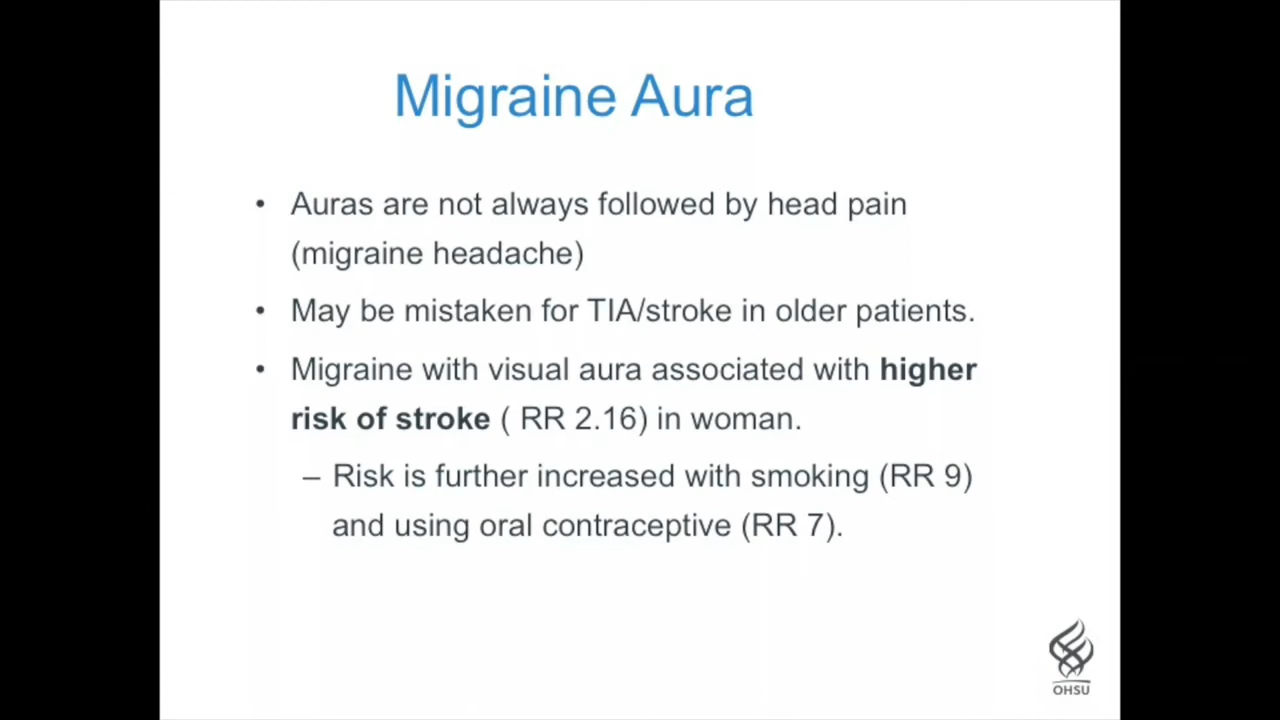 Migraine Aura
• Auras are not always followed by head pain
(migraine headache)
• May be mistaken for TIA/stroke in older patients.
• Migraine with visual aura associated with higher
risk of stroke ( RR 2.16) in woman.
– Risk is further increased with smoking (RR 9)
and using oral contraceptive (RR 7).
OHSU